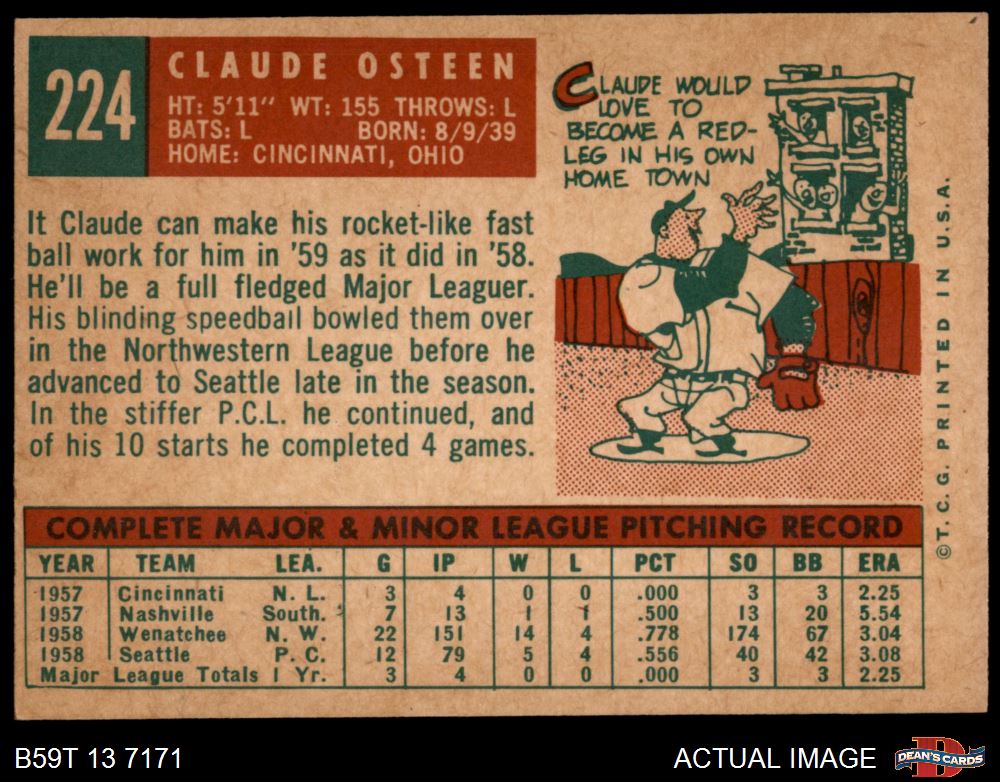 224
CLAUDE OSTEEN
HT: 5'11" WT: 155 THROWS: L
BATS: L BORN: 8/9/39
HOME: CINCINNATI, OHIO
CLAUDE WOULD
LOVE TO
BECOME A RED-
LEG IN HIS OWN
HOME TOWN
It Claude can make his rocket-like fast
ball work for him in '59 as it did in '58.
He'll be a full fledged Major Leaguer.
His blinding speedball bowled them over
in the Northwestern League before he
advanced to Seattle late in the season.
In the stiffer P.C.L. he continued, and
of his 10 starts he completed 4 games.
COMPLETE MAJOR & MINOR LEAGUE PITCHING RECORD
YEAR TEAM LEA. G IP W L PCT SO BB ERA
1957 Cincinnati N. L. 3 4 0 0 .000 3 3 2.25
1957 Nashville South. 7 13 1 1 .500 13 20 5.54
1958 Wenatchee N. W. 22 151 14 4 .778 174 67 3.04
1958 Seattle P. C. 12 79 5 4 .556 40 42 3.08
Major League Totals 1 Yr. 3 4 0 0 .000 3 3 2.25
© T. C. G. PRINTED IN U.S.A.
B59T 13 7171
ACTUAL IMAGE
D
DEAN'S CARDS